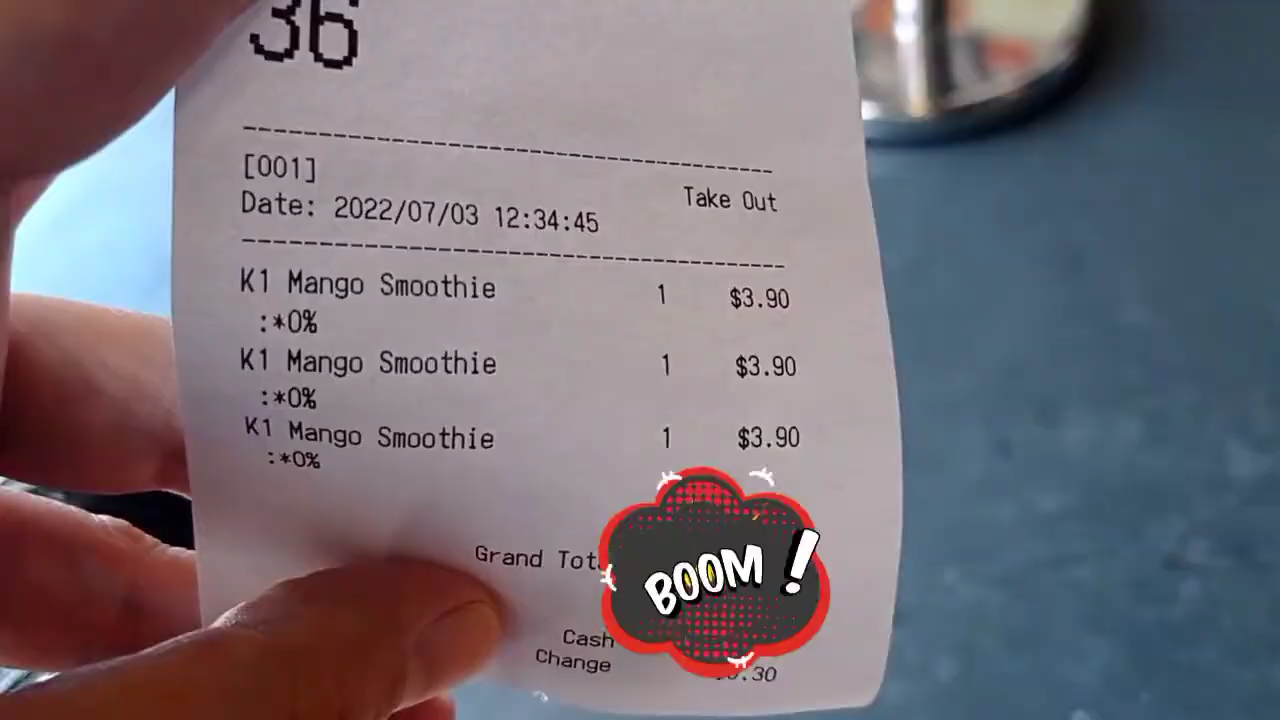 36
[001]
Take Out
Date: 2022/07/03 12:34:45
K1 Mango Smoothie 1 $3.90
:*0%
K1 Mango Smoothie 1 $3.90
:*0%
K1 Mango Smoothie 1 $3.90
:*0%
Grand
BOOM!
Cash
Change